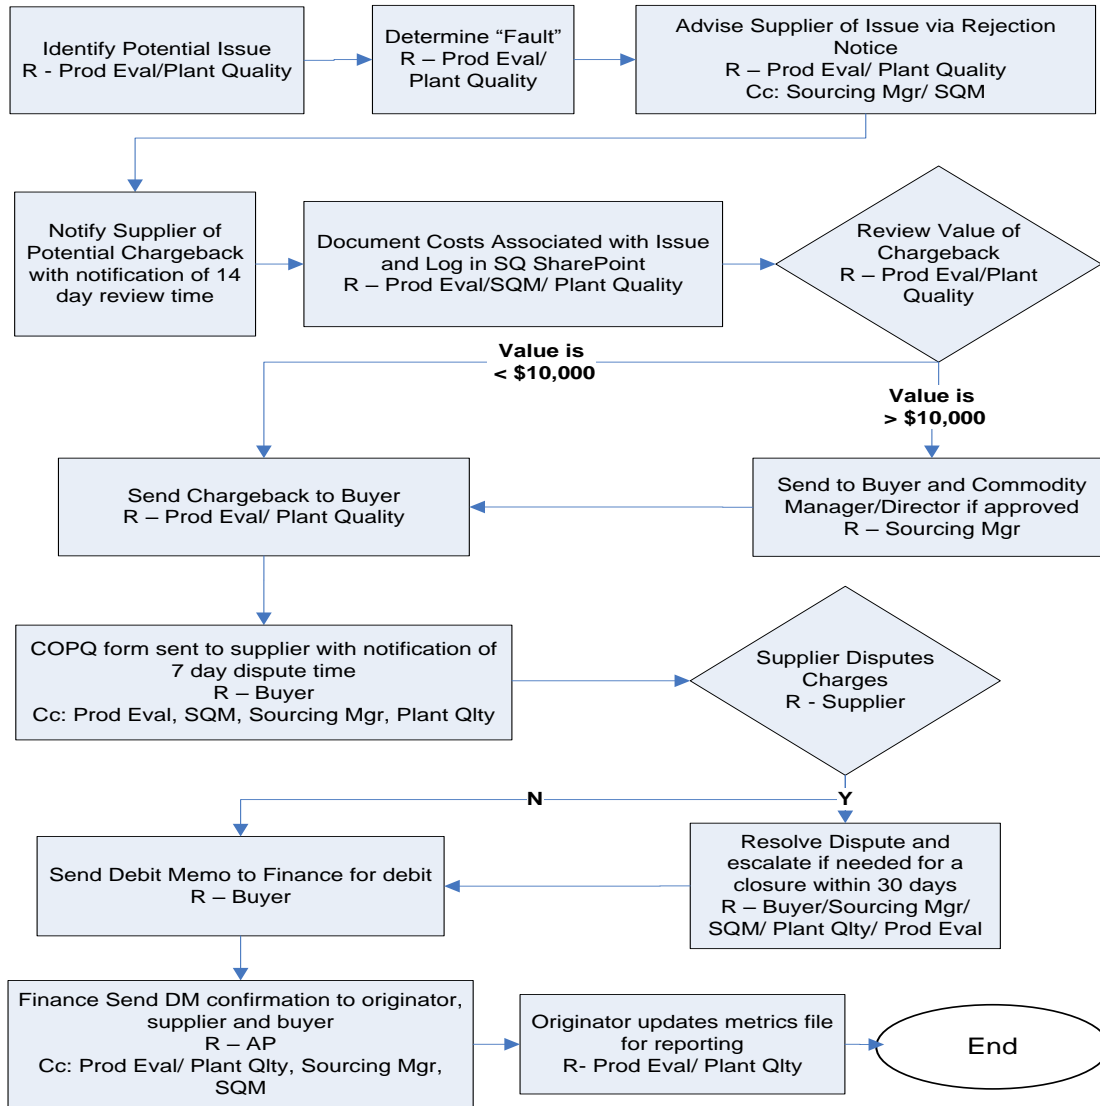 Identify Potential Issue
R - Prod Eval/Plant Quality
Determine “Fault”
R – Prod Eval/
Plant Quality
Advise Supplier of Issue via Rejection
Notice
R – Prod Eval/ Plant Quality
Cc: Sourcing Mgr/ SQM
Notify Supplier of
Potential Chargeback
with notification of 14
day review time
Document Costs Associated with Issue
and Log in SQ SharePoint
R – Prod Eval/SQM/ Plant Quality
Review Value of
Chargeback
R – Prod Eval/Plant
Quality
Value is
< $10,000
Value is
> $10,000
Send Chargeback to Buyer
R – Prod Eval/ Plant Quality
Send to Buyer and Commodity
Manager/Director if approved
R – Sourcing Mgr
COPQ form sent to supplier with notification of
7 day dispute time
R – Buyer
Cc: Prod Eval, SQM, Sourcing Mgr, Plant Qlty
Supplier Disputes
Charges
R - Supplier
N
Y
Send Debit Memo to Finance for debit
R – Buyer
Resolve Dispute and
escalate if needed for a
closure within 30 days
R – Buyer/Sourcing Mgr/
SQM/ Plant Qlty/ Prod Eval
Finance Send DM confirmation to originator,
supplier and buyer
R – AP
Cc: Prod Eval/ Plant Qlty, Sourcing Mgr,
SQM
Originator updates metrics file
for reporting
R- Prod Eval/ Plant Qlty
End